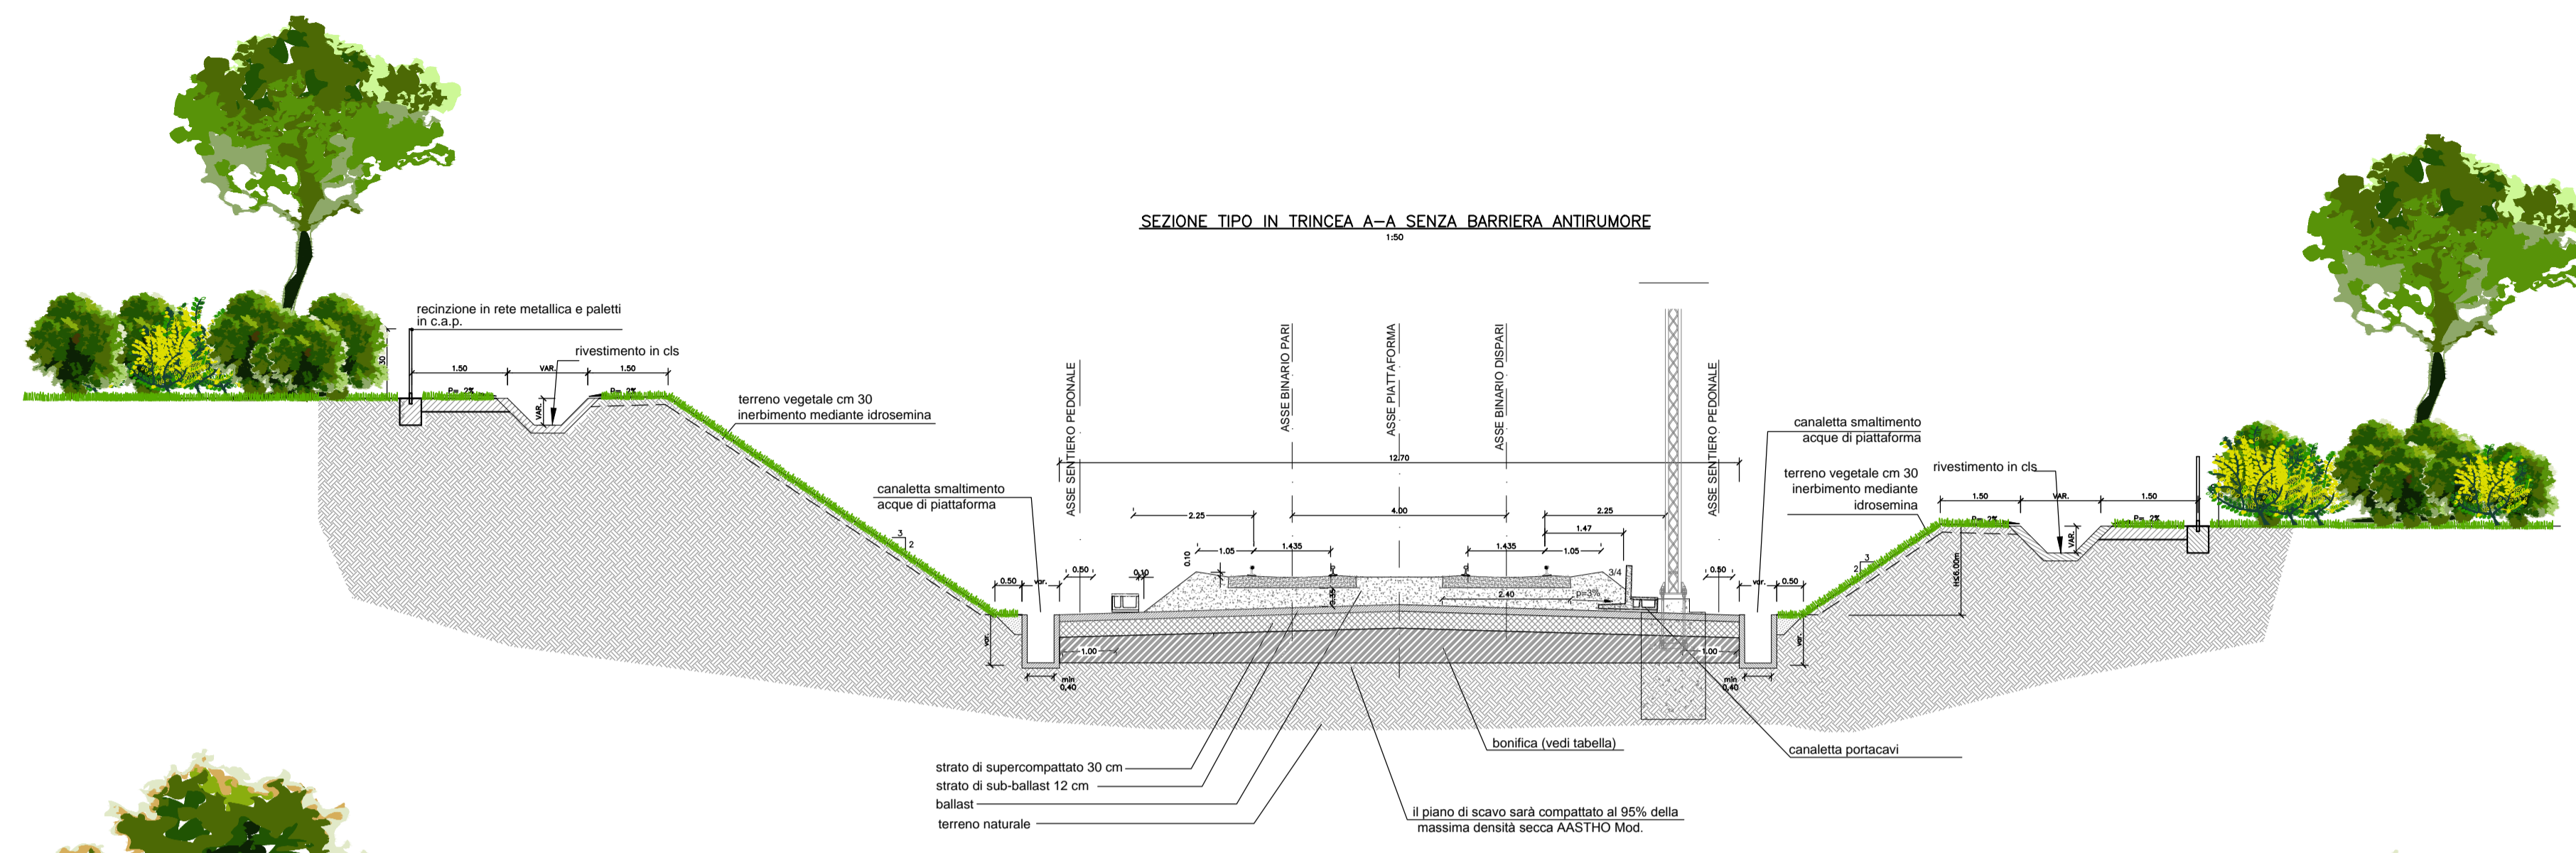 SEZIONE TIPO IN TRINCEA A-A SENZA BARRIERA ANTIRUMORE
1:50
recinzione in rete metallica e paletti
in c.a.p.
30
rivestimento in cls
1.50
VAR.
1.50
P= 2%
VAR.
P= 2%
terreno vegetale cm 30
inerbimento mediante idrosemina
3
2
canaletta smaltimento
acque di piattaforma
ASSE SENTIERO PEDONALE
ASSE BINARIO PARI
ASSE PIATTAFORMA
ASSE BINARIO DISPARI
ASSE SENTIERO PEDONALE
12.70
2.25
4.00
2.25
1.47
1.05
1.435
1.435
1.05
0.10
0.10
0.50
var.
0.50
3/4
0.35
2.40
p=3%
0.50
var.
0.50
var.
1.00
1.00
var.
min
0,40
min
0,40
canaletta smaltimento
acque di piattaforma
terreno vegetale cm 30
inerbimento mediante
idrosemina
rivestimento in cls
1.50
VAR.
1.50
P= 2%
VAR.
P= 2%
3
2
H≤6.00m
strato di supercompattato 30 cm
strato di sub-ballast 12 cm
ballast
terreno naturale
bonifica (vedi tabella)
canaletta portacavi
il piano di scavo sarà compattato al 95% della
massima densità secca AASTHO Mod.